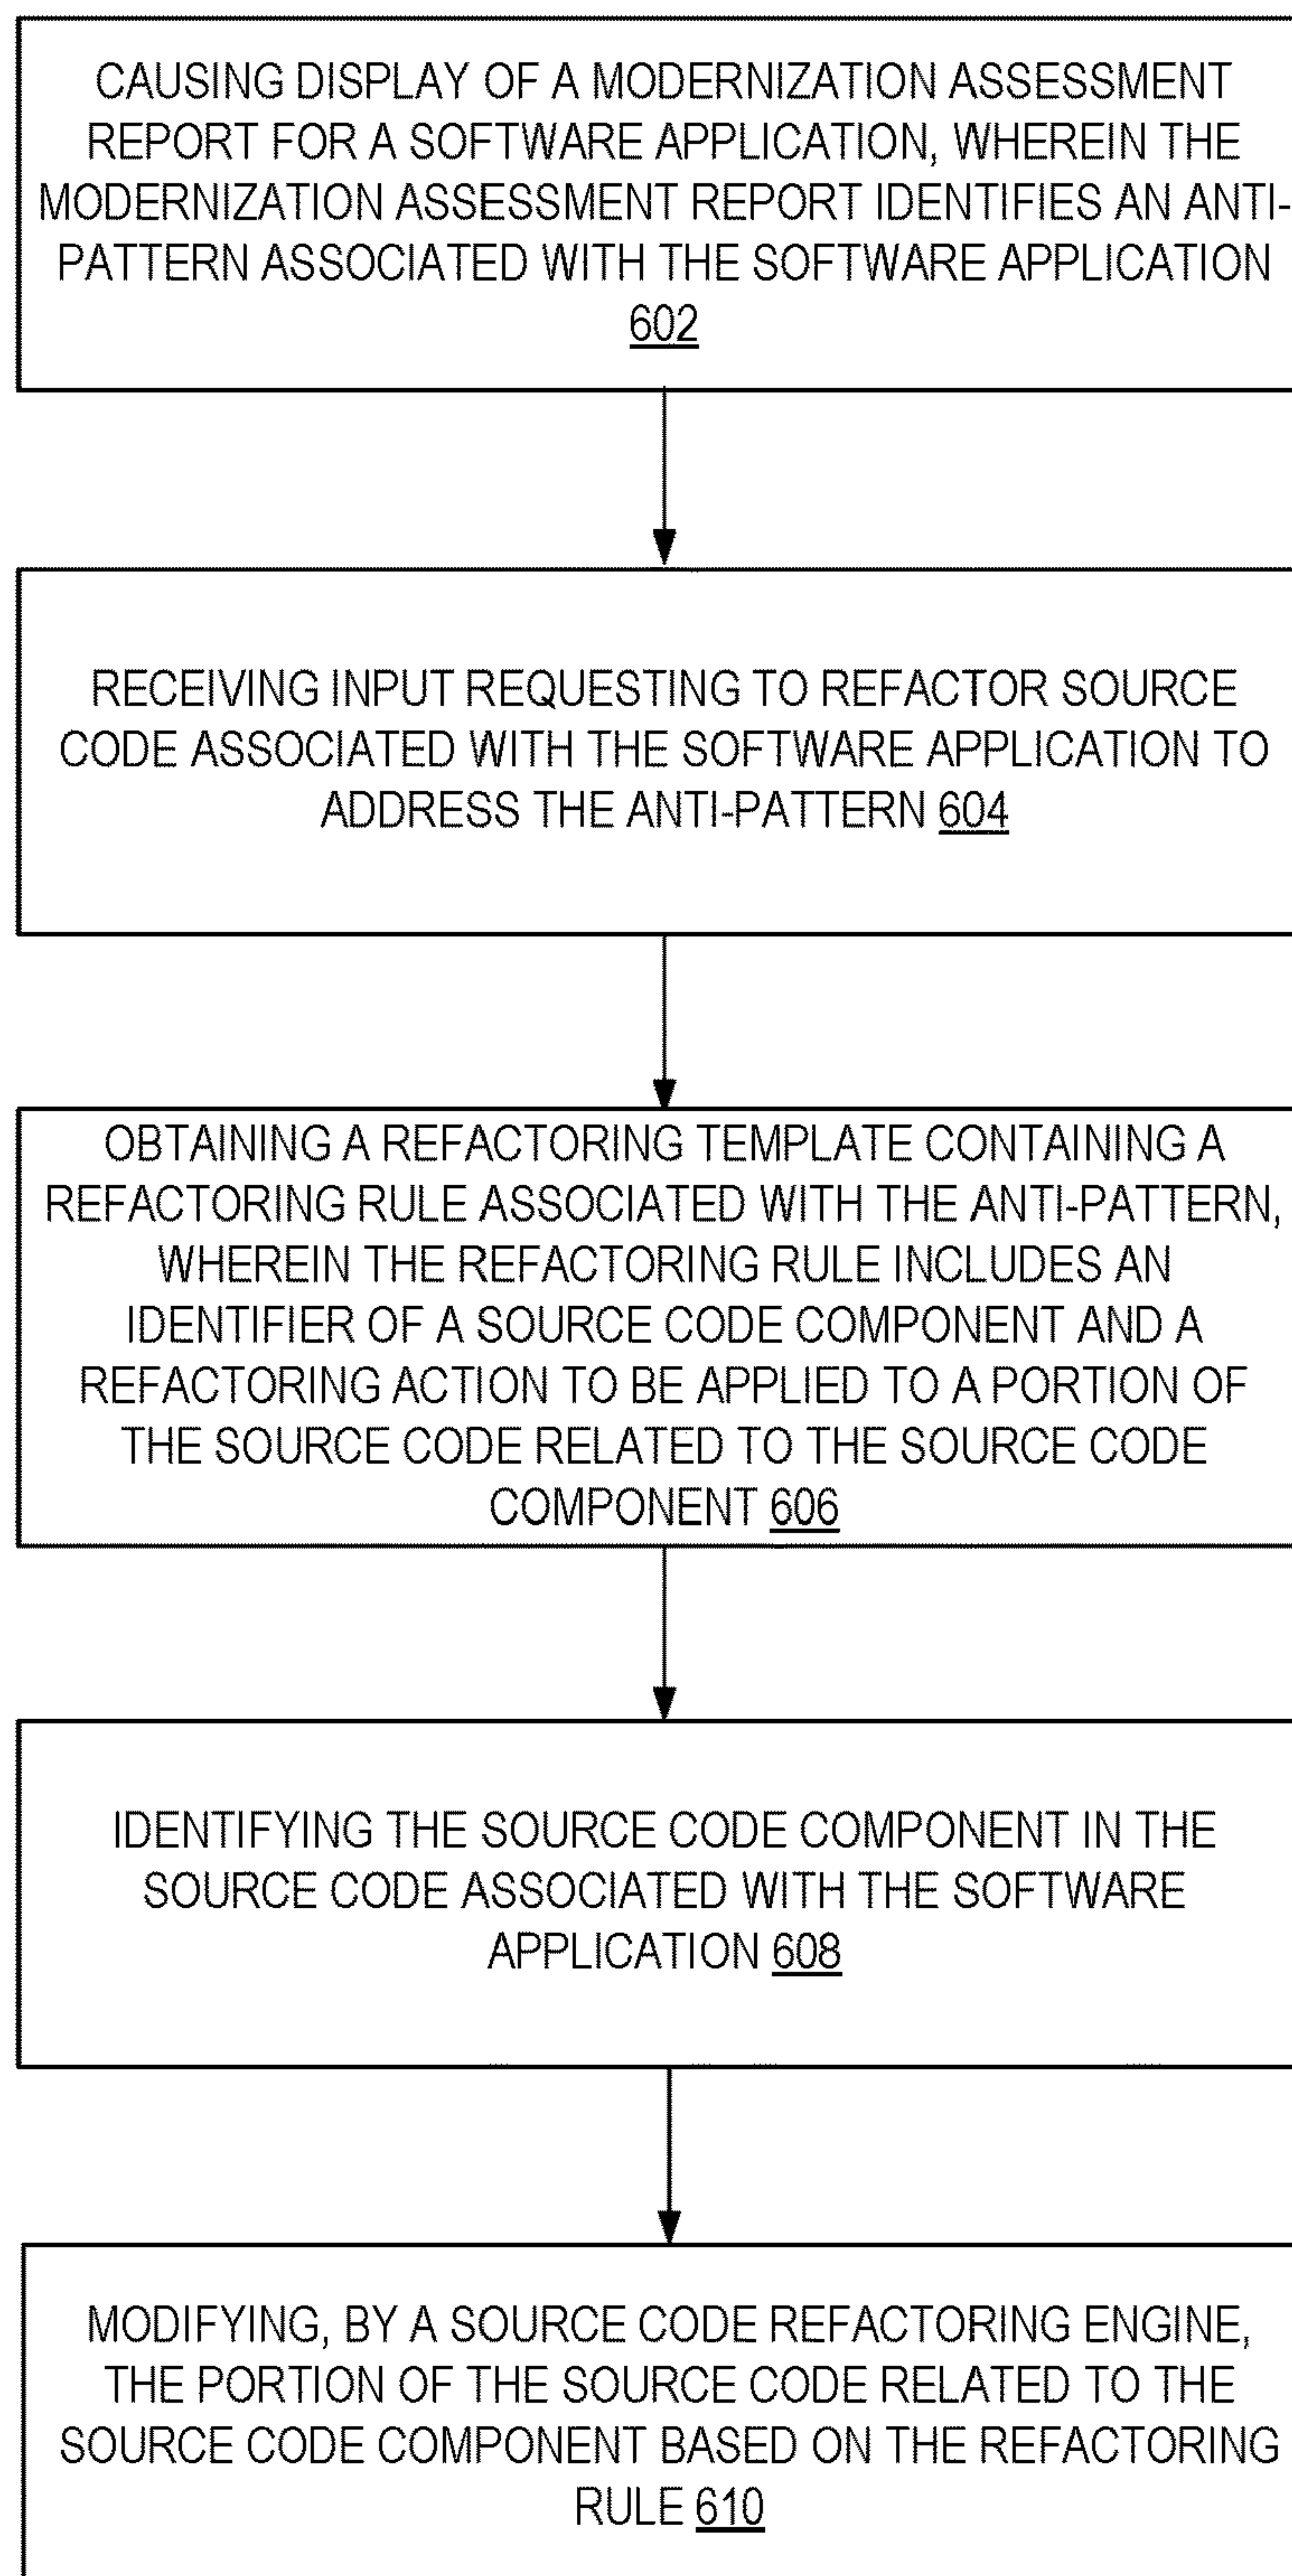 CAUSING DISPLAY OF A MODERNIZATION ASSESSMENT
REPORT FOR A SOFTWARE APPLICATION, WHEREIN THE
MODERNIZATION ASSESSMENT REPORT IDENTIFIES AN ANTI-
PATTERN ASSOCIATED WITH THE SOFTWARE APPLICATION
602
RECEIVING INPUT REQUESTING TO REFACTOR SOURCE
CODE ASSOCIATED WITH THE SOFTWARE APPLICATION TO
ADDRESS THE ANTI-PATTERN 604
OBTAINING A REFACTORING TEMPLATE CONTAINING A
REFACTORING RULE ASSOCIATED WITH THE ANTI-PATTERN,
WHEREIN THE REFACTORING RULE INCLUDES AN
IDENTIFIER OF A SOURCE CODE COMPONENT AND A
REFACTORING ACTION TO BE APPLIED TO A PORTION OF
THE SOURCE CODE RELATED TO THE SOURCE CODE
COMPONENT 606
IDENTIFYING THE SOURCE CODE COMPONENT IN THE
SOURCE CODE ASSOCIATED WITH THE SOFTWARE
APPLICATION 608
MODIFYING, BY A SOURCE CODE REFACTORING ENGINE,
THE PORTION OF THE SOURCE CODE RELATED TO THE
SOURCE CODE COMPONENT BASED ON THE REFACTORING
RULE 610